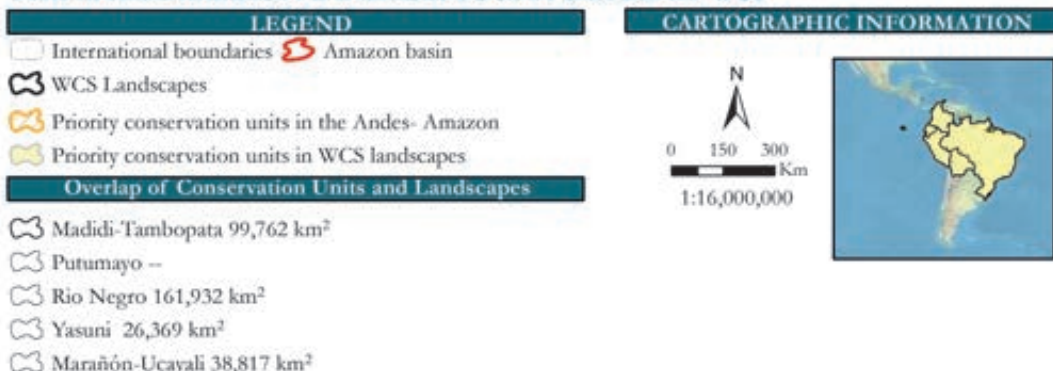 LEGEND
International boundaries Amazon basin
WCS Landscapes
Priority conservation units in the Andes- Amazon
Priority conservation units in WCS landscapes
Overlap of Conservation Units and Landscapes
Madidi-Tambopata 99,762 km²
Putumayo --
Rio Negro 161,932 km²
Yasuni 26,369 km²
Marañón-Ucayali 38,817 km²
CARTOGRAPHIC INFORMATION
N
0 150 300
Km
1:16,000,000